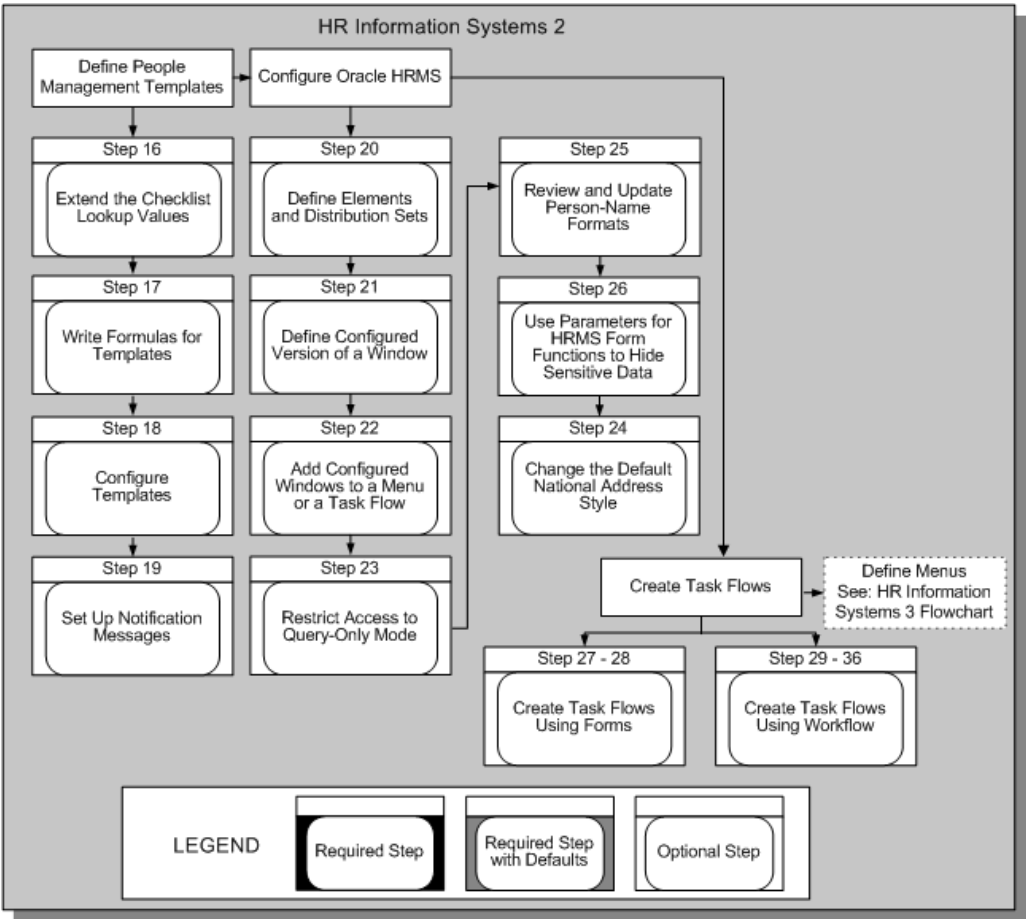 HR Information Systems 2
Define People
Management Templates
Configure Oracle HRMS
Step 16
Extend the Checklist
Lookup Values
Step 17
Write Formulas for
Templates
Step 18
Configure
Templates
Step 19
Set Up Notification
Messages
Step 20
Define Elements
and Distribution Sets
Step 21
Define Configured
Version of a Window
Step 22
Add Configured
Windows to a Menu
or a Task Flow
Step 23
Restrict Access to
Query-Only Mode
Step 25
Review and Update
Person-Name
Formats
Step 26
Use Parameters for
HRMS Form
Functions to Hide
Sensitive Data
Step 24
Change the Default
National Address
Style
Create Task Flows
Define Menus
See: HR Information
Systems 3 Flowchart
Step 27 - 28
Create Task Flows
Using Forms
Step 29 - 36
Create Task Flows
Using Workflow
LEGEND
Required Step
Required Step
with Defaults
Optional Step